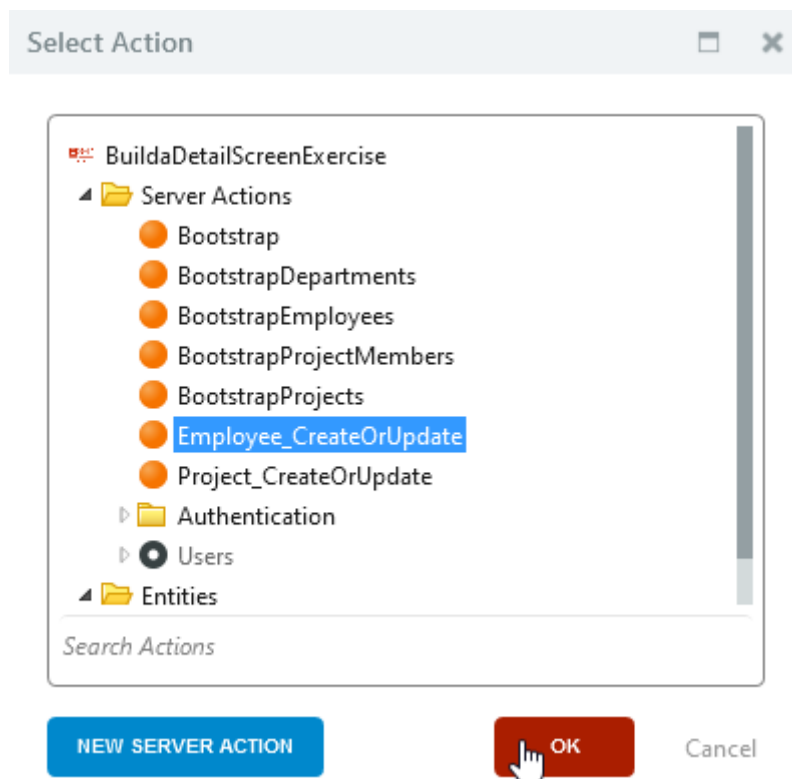 Select Action
BuildaDetailScreenExercise
Server Actions
Bootstrap
BootstrapDepartments
BootstrapEmployees
BootstrapProjectMembers
BootstrapProjects
Employee_CreateOrUpdate
Project_CreateOrUpdate
Authentication
Users
Entities
Search Actions
NEW SERVER ACTION
OK
Cancel